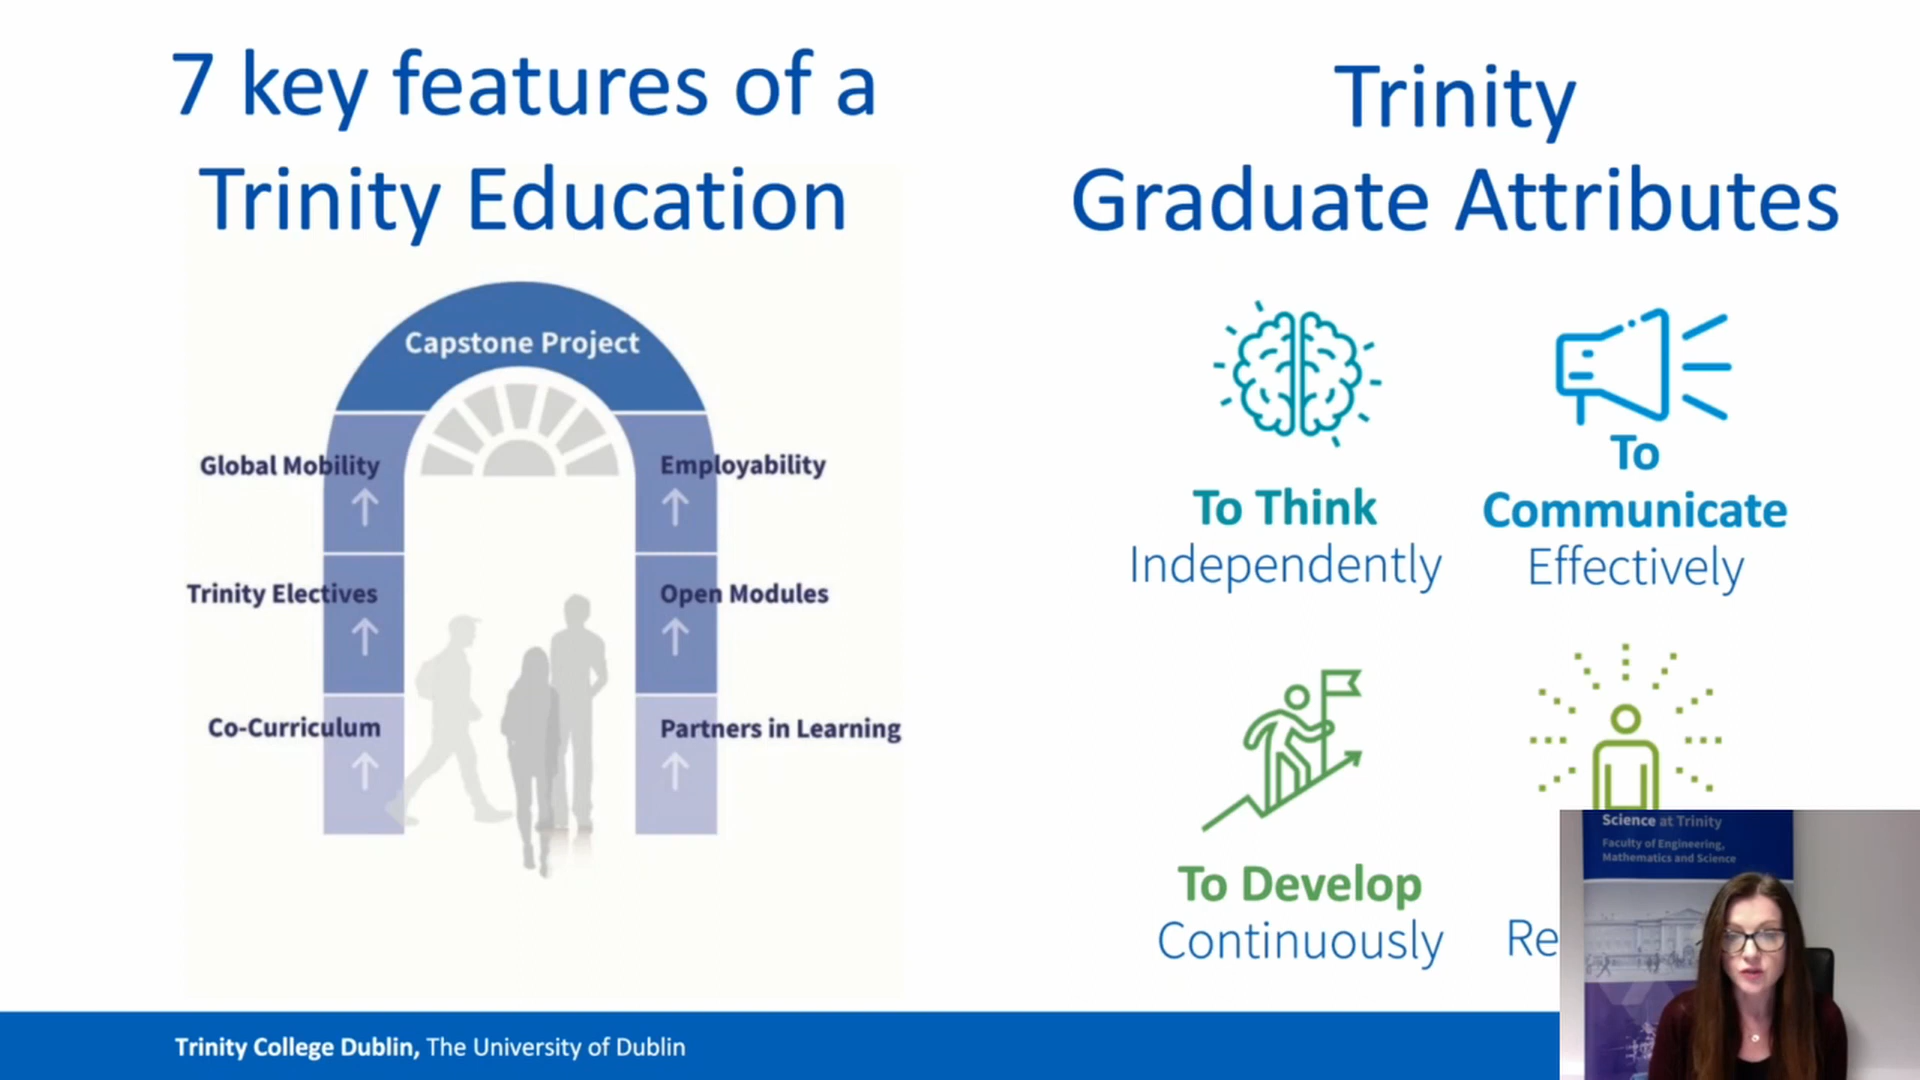 7 key features of a
Trinity Education
Capstone Project
Global Mobility
Employability
Trinity Electives
Open Modules
Co-Curriculum
Partners in Learning
Trinity
Graduate Attributes
To Think
Independently
To
Communicate
Effectively
To Develop
Continuously
Re
Science at Trinity
Faculty of Engineering,
Mathematics and Science
Trinity College Dublin, The University of Dublin